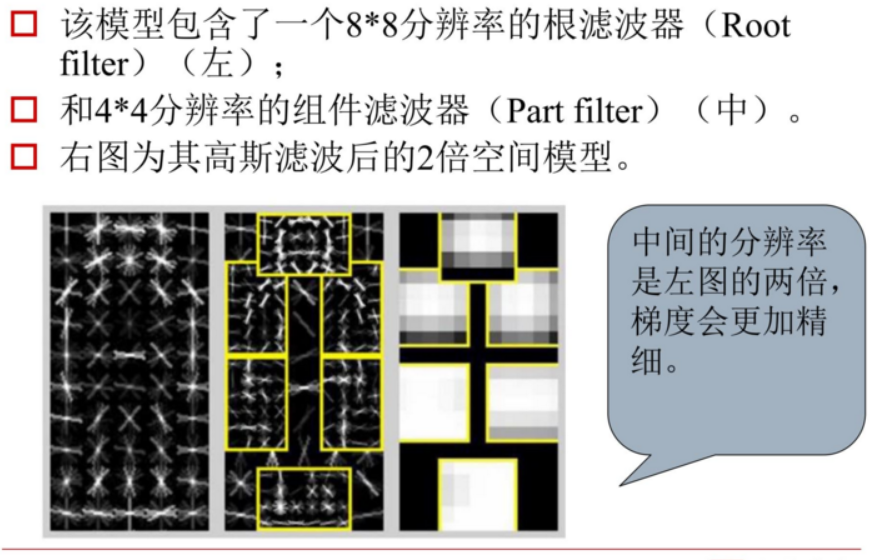 该模型包含了一个8*8分辨率的根滤波器（Root
filter）（左）；
和4*4分辨率的组件滤波器（Part filter）（中）。
右图为其高斯滤波后的2倍空间模型。
中间的分辨率
是左图的两倍，
梯度会更加精
细。